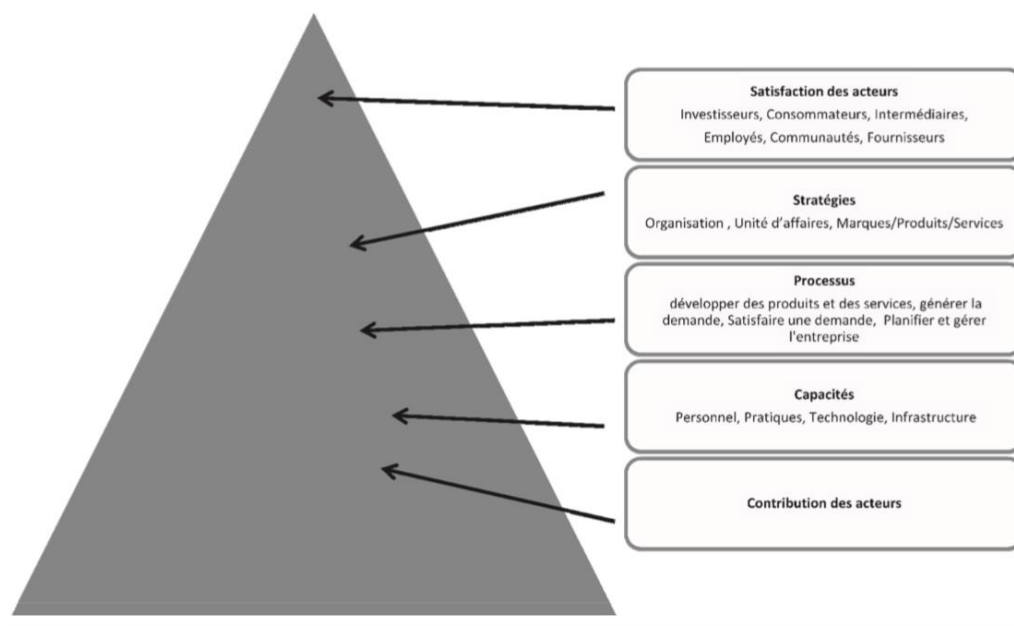 Satisfaction des acteurs
Investisseurs, Consommateurs, Intermédiaires,
Employés, Communautés, Fournisseurs
Stratégies
Organisation , Unité d'affaires, Marques/Produits/Services
Processus
développer des produits et des services, générer la
demande, Satisfaire une demande, Planifier et gérer
l'entreprise
Capacités
Personnel, Pratiques, Technologie, Infrastructure
Contribution des acteurs